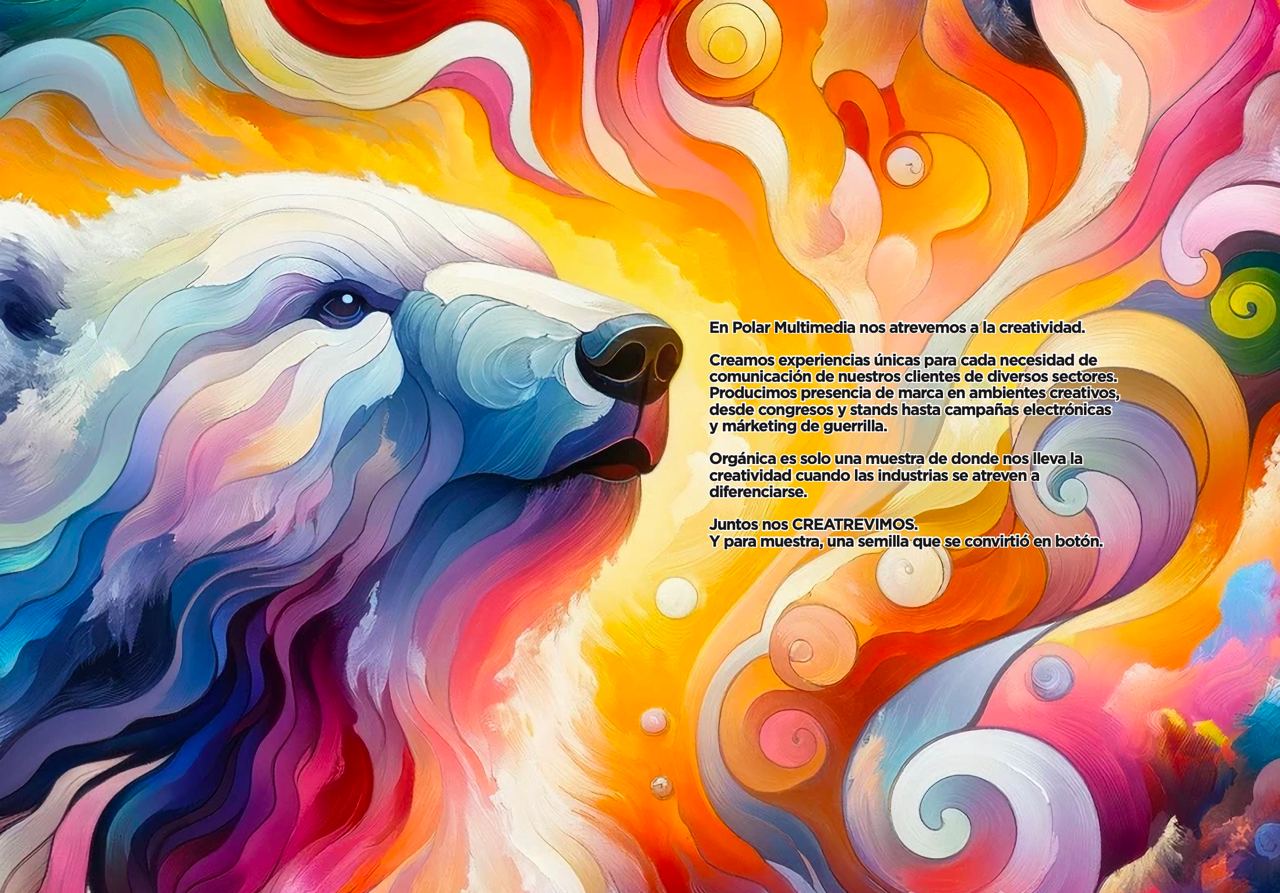 En Polar Multimedia nos atrevemos a la creatividad.
Creamos experiencias únicas para cada necesidad de
comunicación de nuestros clientes de diversos sectores.
Producimos presencia de marca en ambientes creativos,
desde congresos y stands hasta campañas electrónicas
y márketing de guerrilla.
Orgánica es solo una muestra de donde nos lleva la
creatividad cuando las industrias se atreven a
diferenciarse.
Juntos nos CREATREVIMOS.
Y para muestra, una semilla que se convirtió en botón.